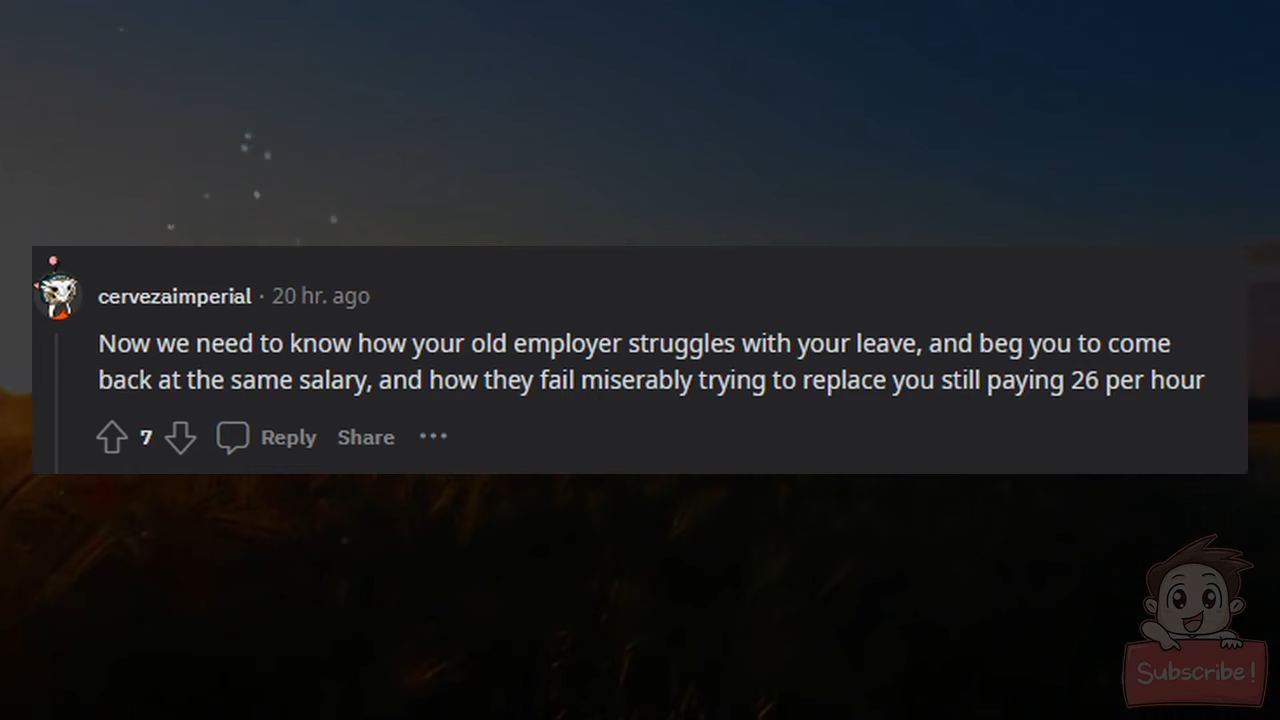 cervezaimperial · 20 hr. ago
Now we need to know how your old employer struggles with your leave, and beg you to come
back at the same salary, and how they fail miserably trying to replace you still paying 26 per hour
7 Reply Share ···
Subscribe!